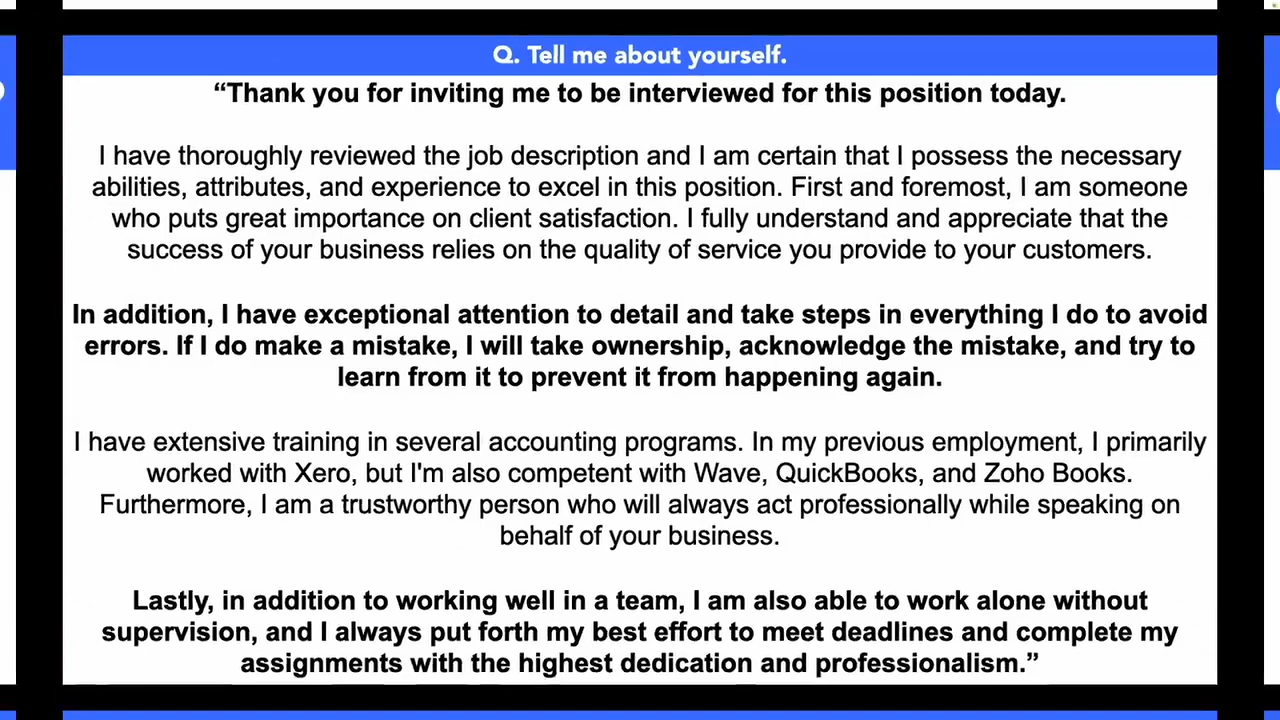 Q. Tell me about yourself.
“Thank you for inviting me to be interviewed for this position today.
I have thoroughly reviewed the job description and I am certain that I possess the necessary
abilities, attributes, and experience to excel in this position. First and foremost, I am someone
who puts great importance on client satisfaction. I fully understand and appreciate that the
success of your business relies on the quality of service you provide to your customers.
In addition, I have exceptional attention to detail and take steps in everything I do to avoid
errors. If I do make a mistake, I will take ownership, acknowledge the mistake, and try to
learn from it to prevent it from happening again.
I have extensive training in several accounting programs. In my previous employment, I primarily
worked with Xero, but I'm also competent with Wave, QuickBooks, and Zoho Books.
Furthermore, I am a trustworthy person who will always act professionally while speaking on
behalf of your business.
Lastly, in addition to working well in a team, I am also able to work alone without
supervision, and I always put forth my best effort to meet deadlines and complete my
assignments with the highest dedication and professionalism.”